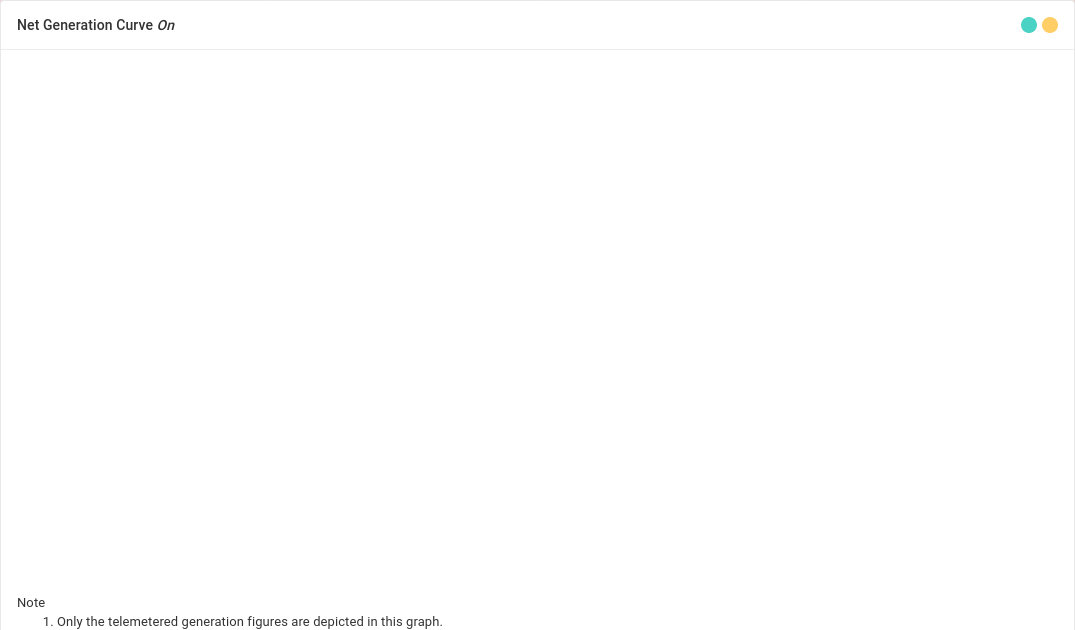 Net Generation Curve On
Note
1. Only the telemetered generation figures are depicted in this graph.